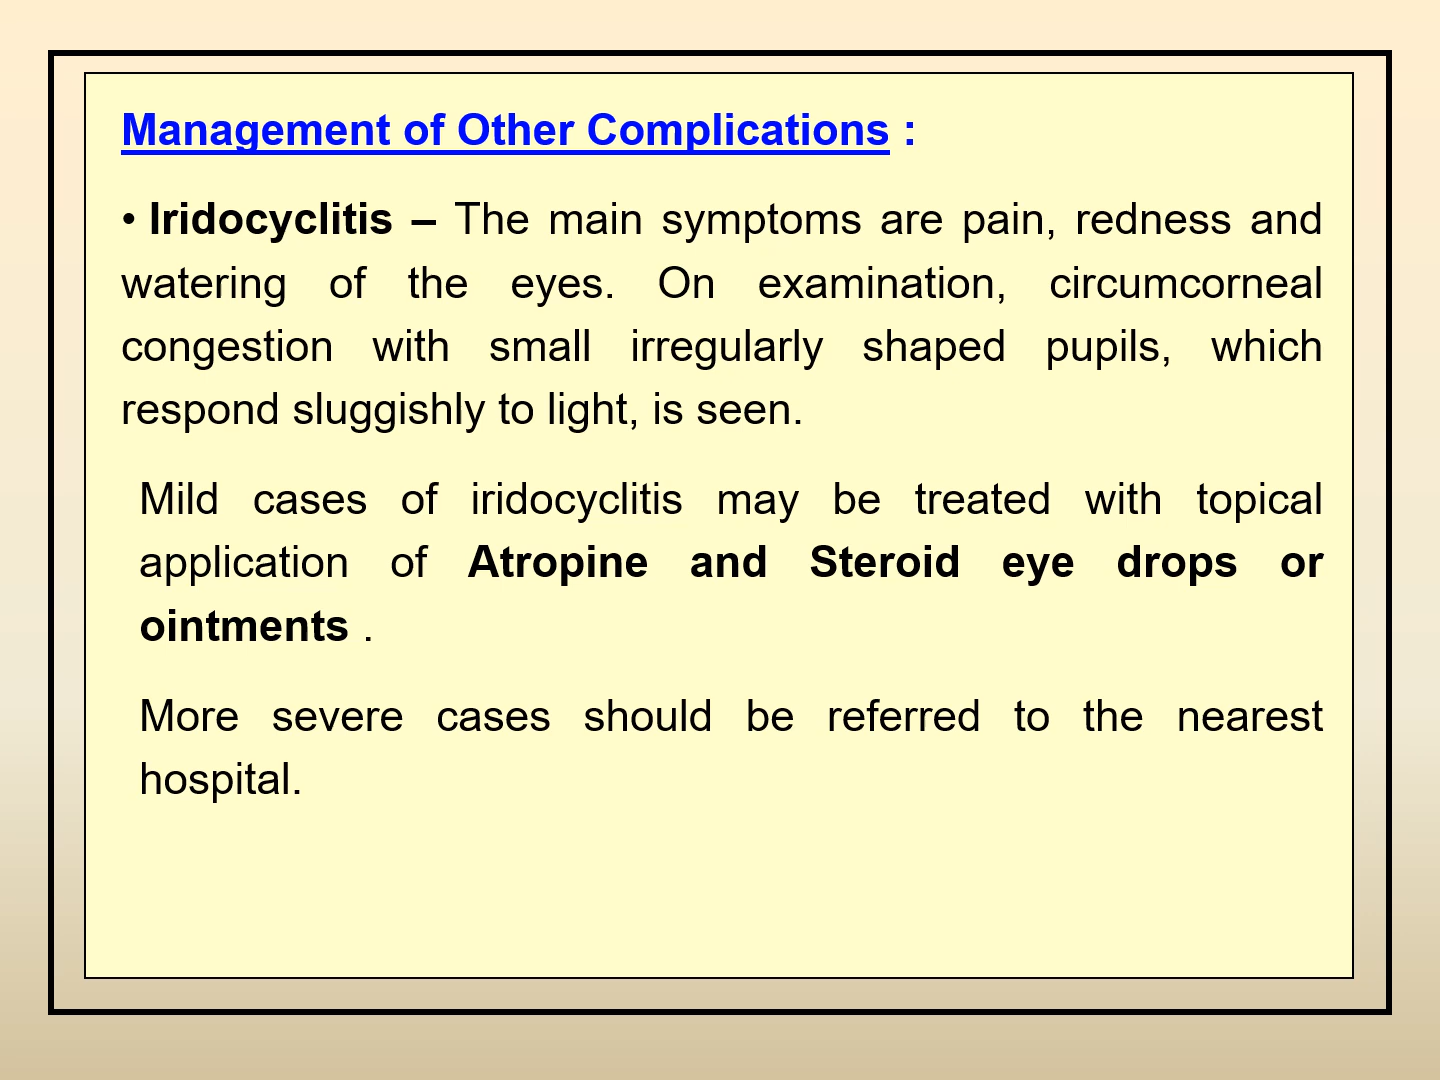 Management of Other Complications :
• Iridocyclitis – The main symptoms are pain, redness and
watering of the eyes. On examination, circumcorneal
congestion with small irregularly shaped pupils, which
respond sluggishly to light, is seen.
Mild cases of iridocyclitis may be treated with topical
application of Atropine and Steroid eye drops or
ointments .
More severe cases should be referred to the nearest
hospital.